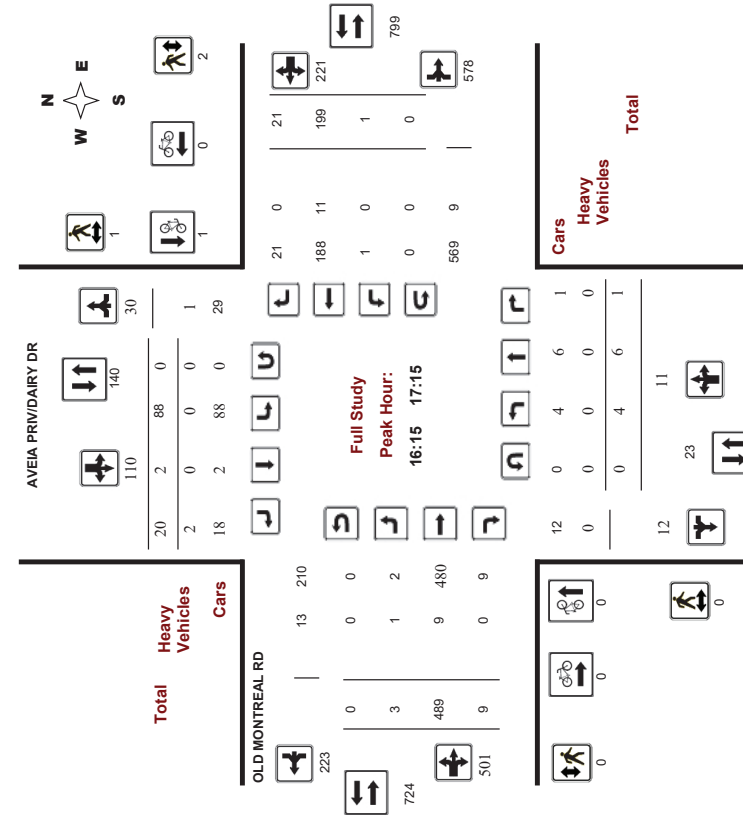 AVEIA PRIV/DAIRY DR
N
W E
S
2
0
1
1
30
140
110
20 2 88 0
2 0 0 0 1
18 2 88 0 29
Total
Heavy
Vehicles
Cars
OLD MONTREAL RD
799
221
578
21 0 21
188 11 199
1 0 1
0 0 0
569 9
Full Study
Peak Hour:
16:15 17:15
13 210
0 0 0
3 1 2
489 9 480
9 0 9
223
724
501
Cars
Heavy
Vehicles
Total
12 0 4 6 1
0 0 0 0 0
0 4 6 1
12
23
11
0
0
0
0